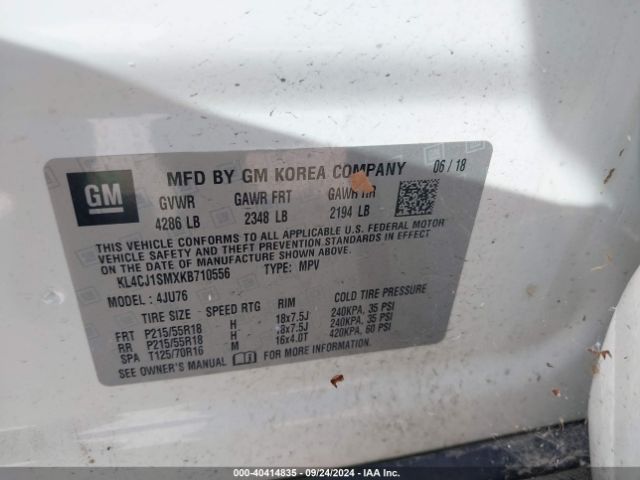 GM
MFD BY GM KOREA COMPANY 06 / 18
GVWR GAWR FRT GAWR RR
4286 LB 2348 LB 2194 LB
THIS VEHICLE CONFORMS TO ALL APPLICABLE U.S. FEDERAL MOTOR
VEHICLE SAFETY AND THEFT PREVENTION STANDARDS IN EFFECT
ON THE DATE OF MANUFACTURE SHOWN ABOVE.
KL4CJ1SMXKB710556 TYPE: MPV
MODEL : 4JU76
TIRE SIZE SPEED RTG RIM COLD TIRE PRESSURE
FRT P215/55R18 H 18x7.5J 240KPA, 35 PSI
RR P215/55R18 H 18x7.5J 240KPA, 35 PSI
SPA T125/70R16 M 16x4.0T 420KPA, 60 PSI
SEE OWNER'S MANUAL FOR MORE INFORMATION.
000-40414835 - 09/24/2024 - IAA Inc.